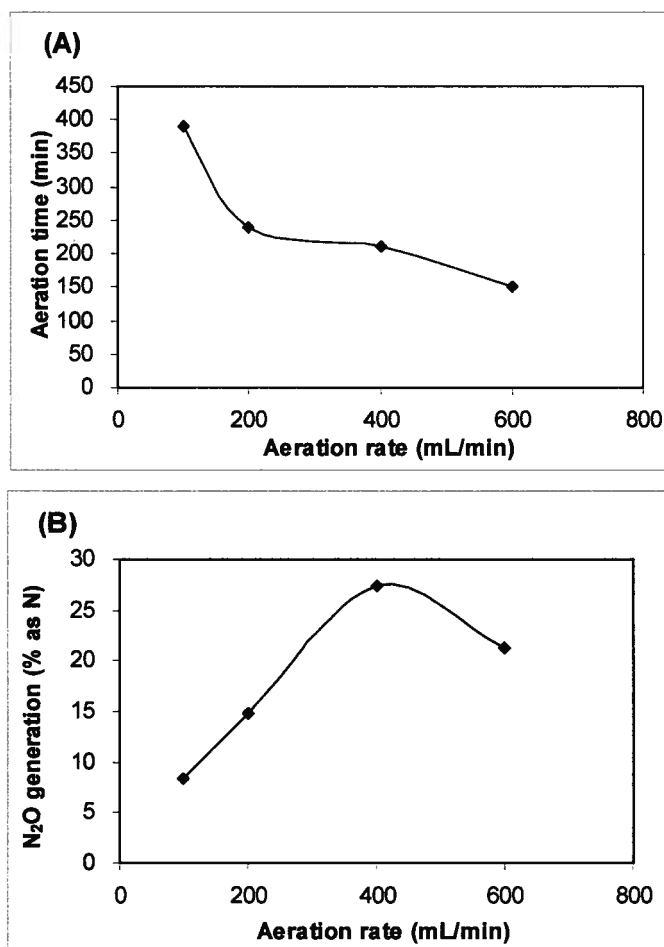 (A)
450
400
350
300
250
200
150
100
50
0
Aeration time (min)
0 200 400 600 800
Aeration rate (mL/min)
(B)
30
25
20
15
10
5
0
N₂O generation (% as N)
0 200 400 600 800
Aeration rate (mL/min)